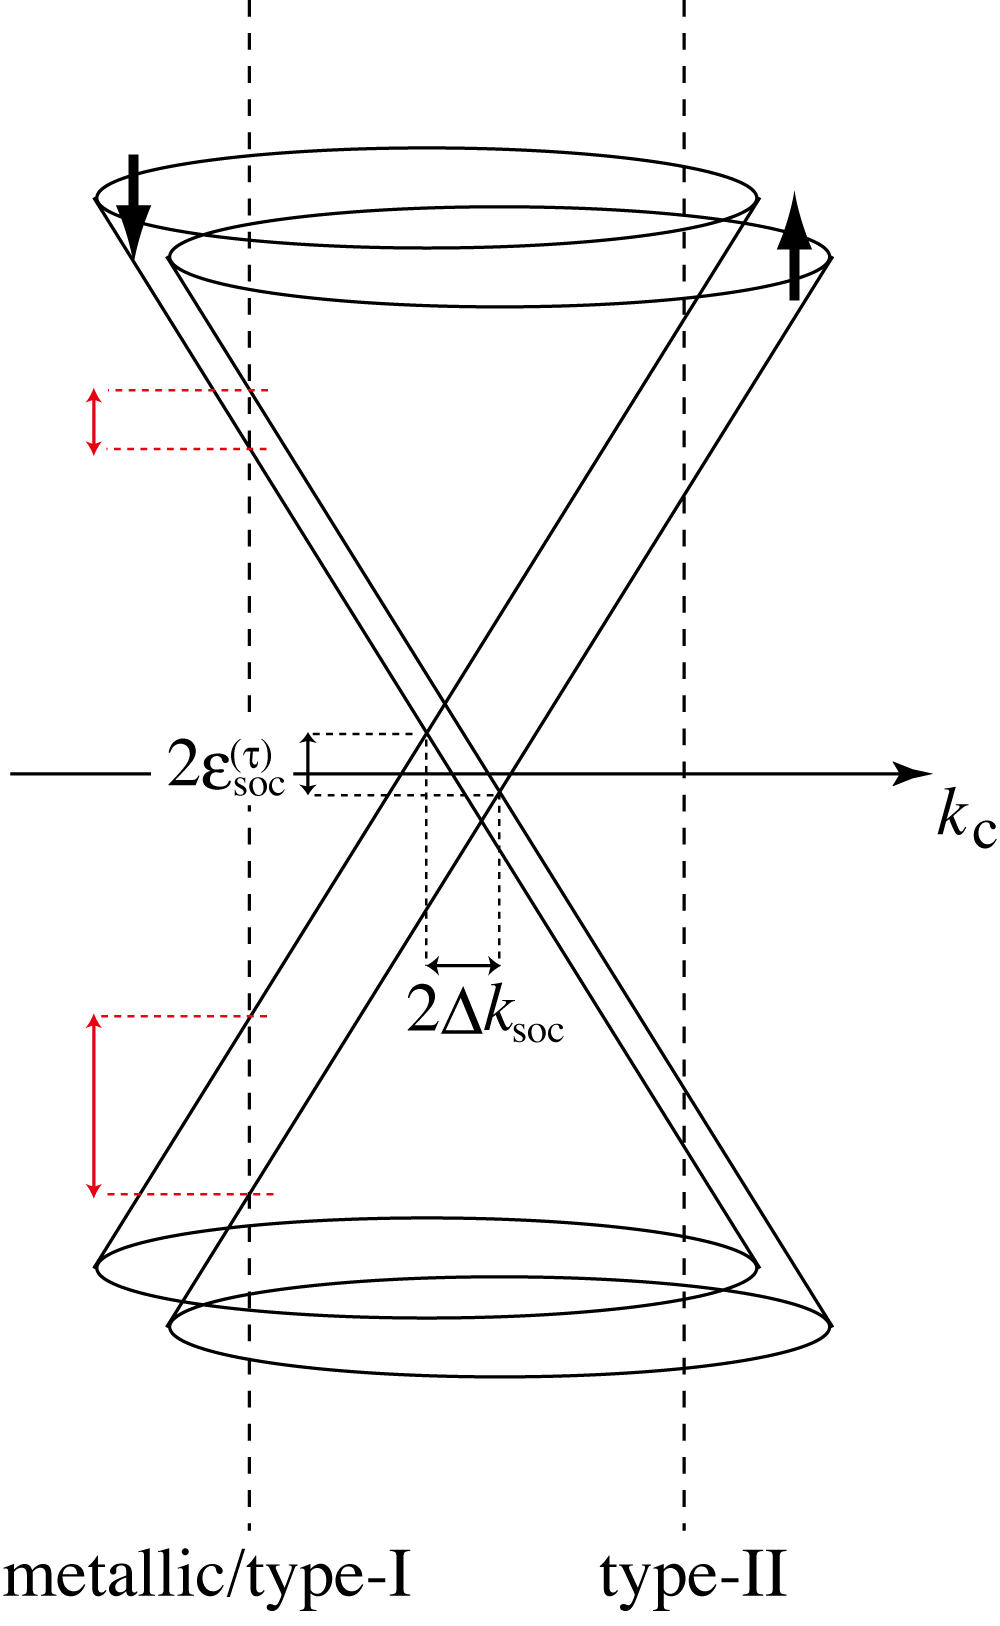 2ε(τ)soc
kc
2Δksoc
metallic/type-I
type-II